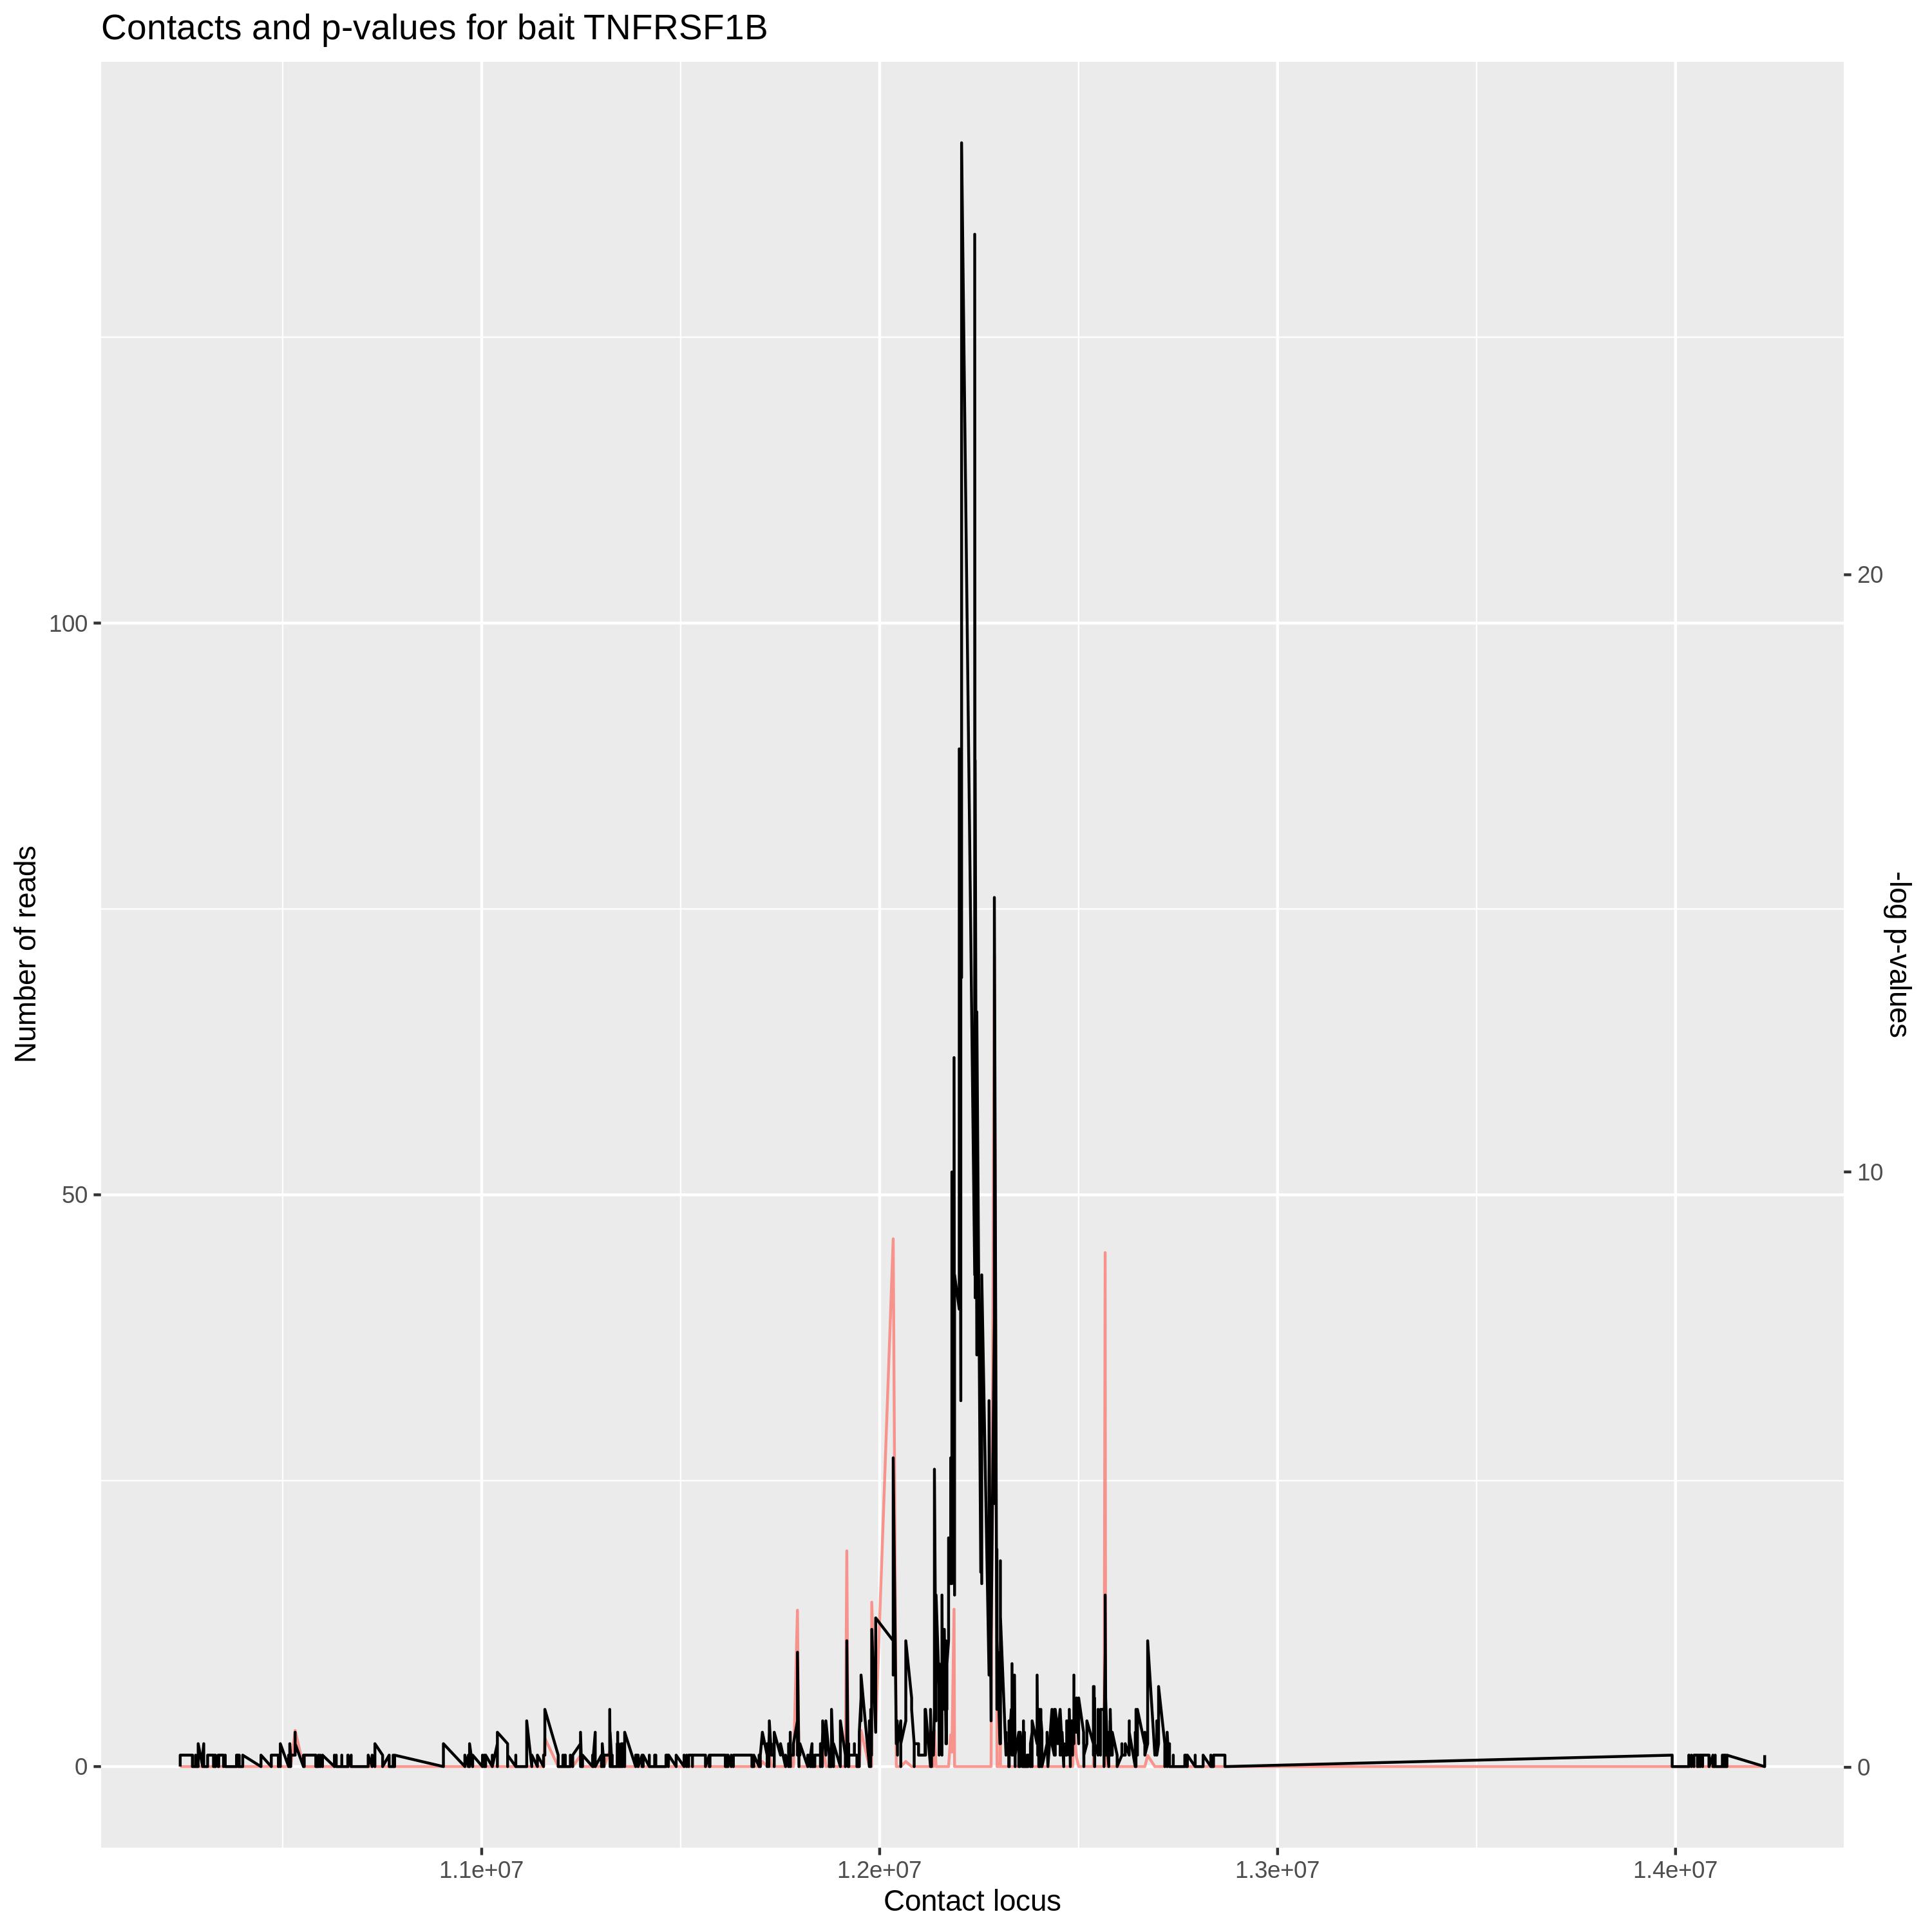 Contacts and p-values for bait TNFRSF1B
Number of reads
100
50
0
20
10
0
-log p-values
1.1e+07
1.2e+07
1.3e+07
1.4e+07
Contact locus